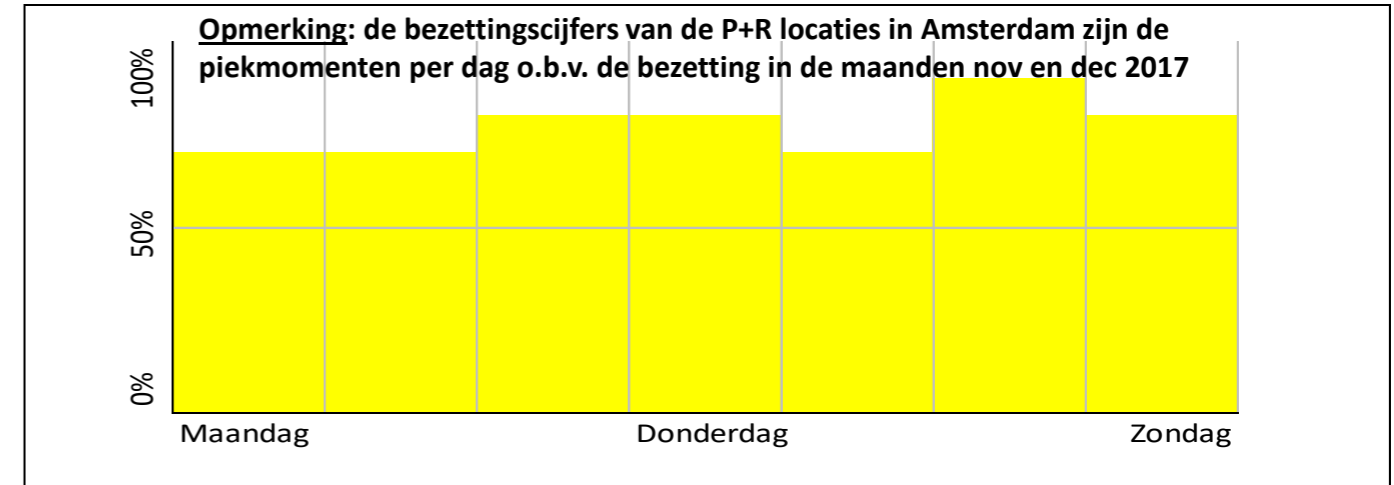 Opmerking: de bezettingscijfers van de P+R locaties in Amsterdam zijn de
piekmomenten per dag o.b.v. de bezetting in de maanden nov en dec 2017
100%
50%
0%
Maandag Donderdag Zondag